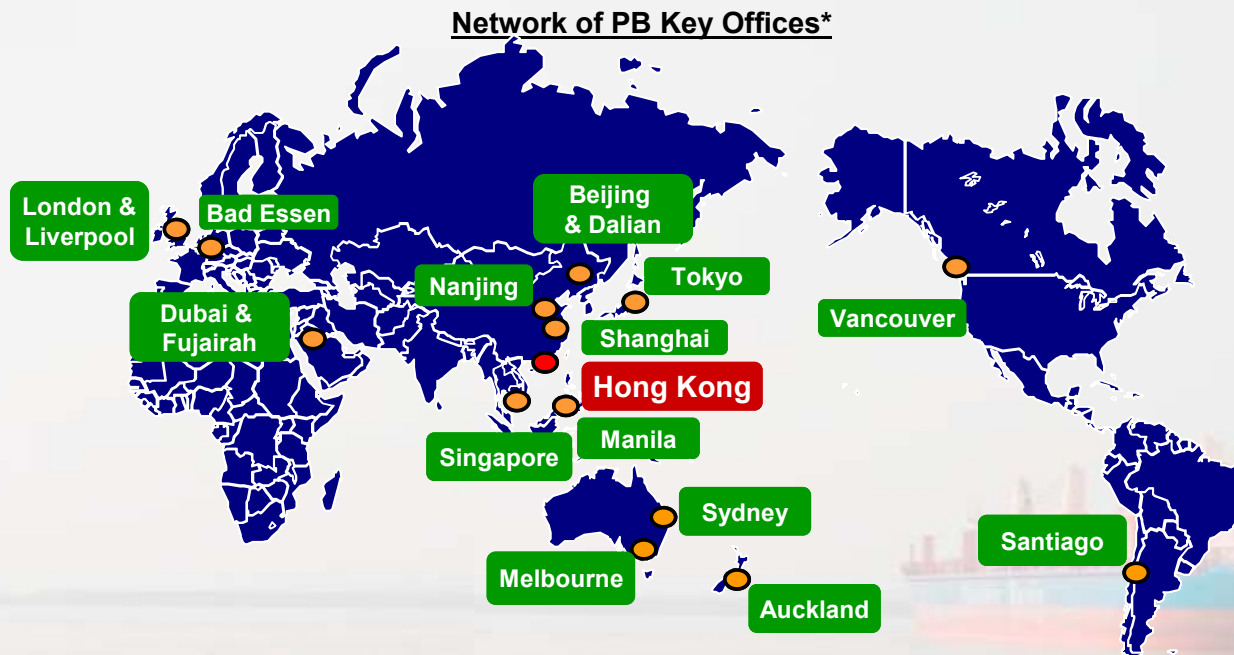 Network of PB Key Offices*
London &
Liverpool
Bad Essen
Beijing
& Dalian
Nanjing
Tokyo
Dubai &
Fujairah
Shanghai
Vancouver
Hong Kong
Manila
Singapore
Sydney
Santiago
Melbourne
Auckland